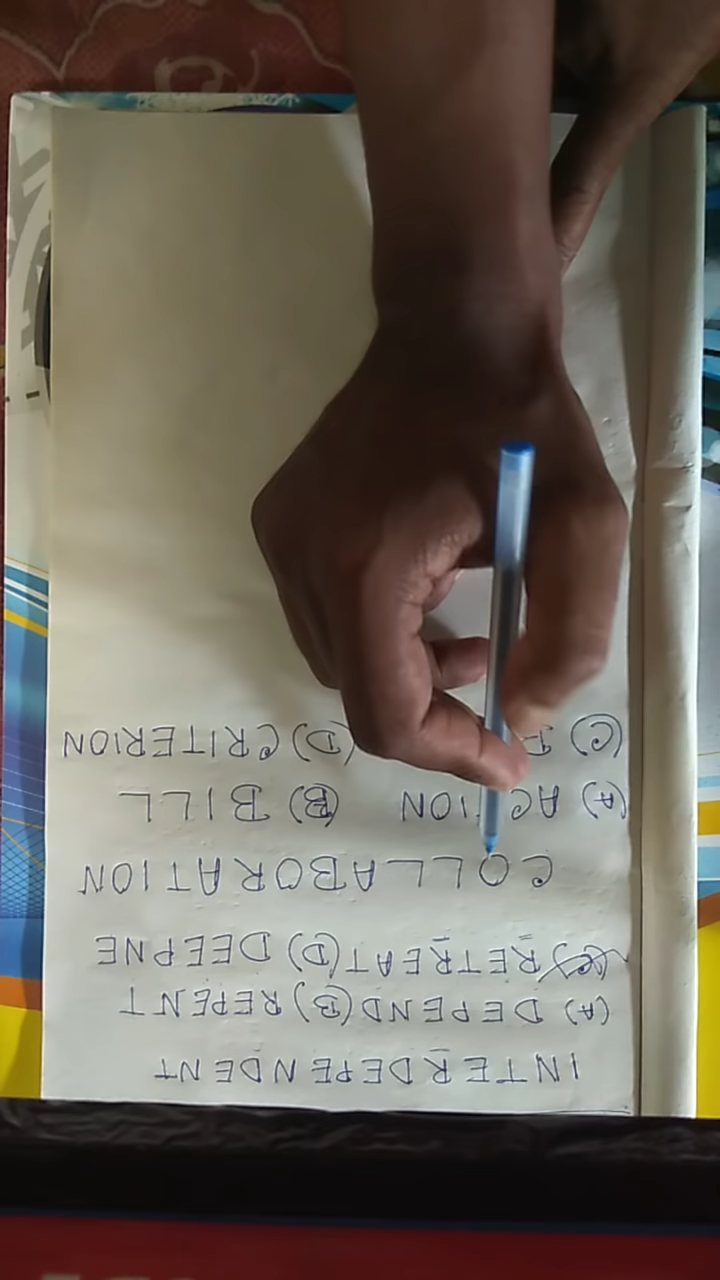 INTERDEPENDENT
(A) DEPEND (B) REPENT
(C) RETREAT (D) DEEPNE
COLLABORATION
(A) ACTION (B) BILL
(C) (D) CRITERION